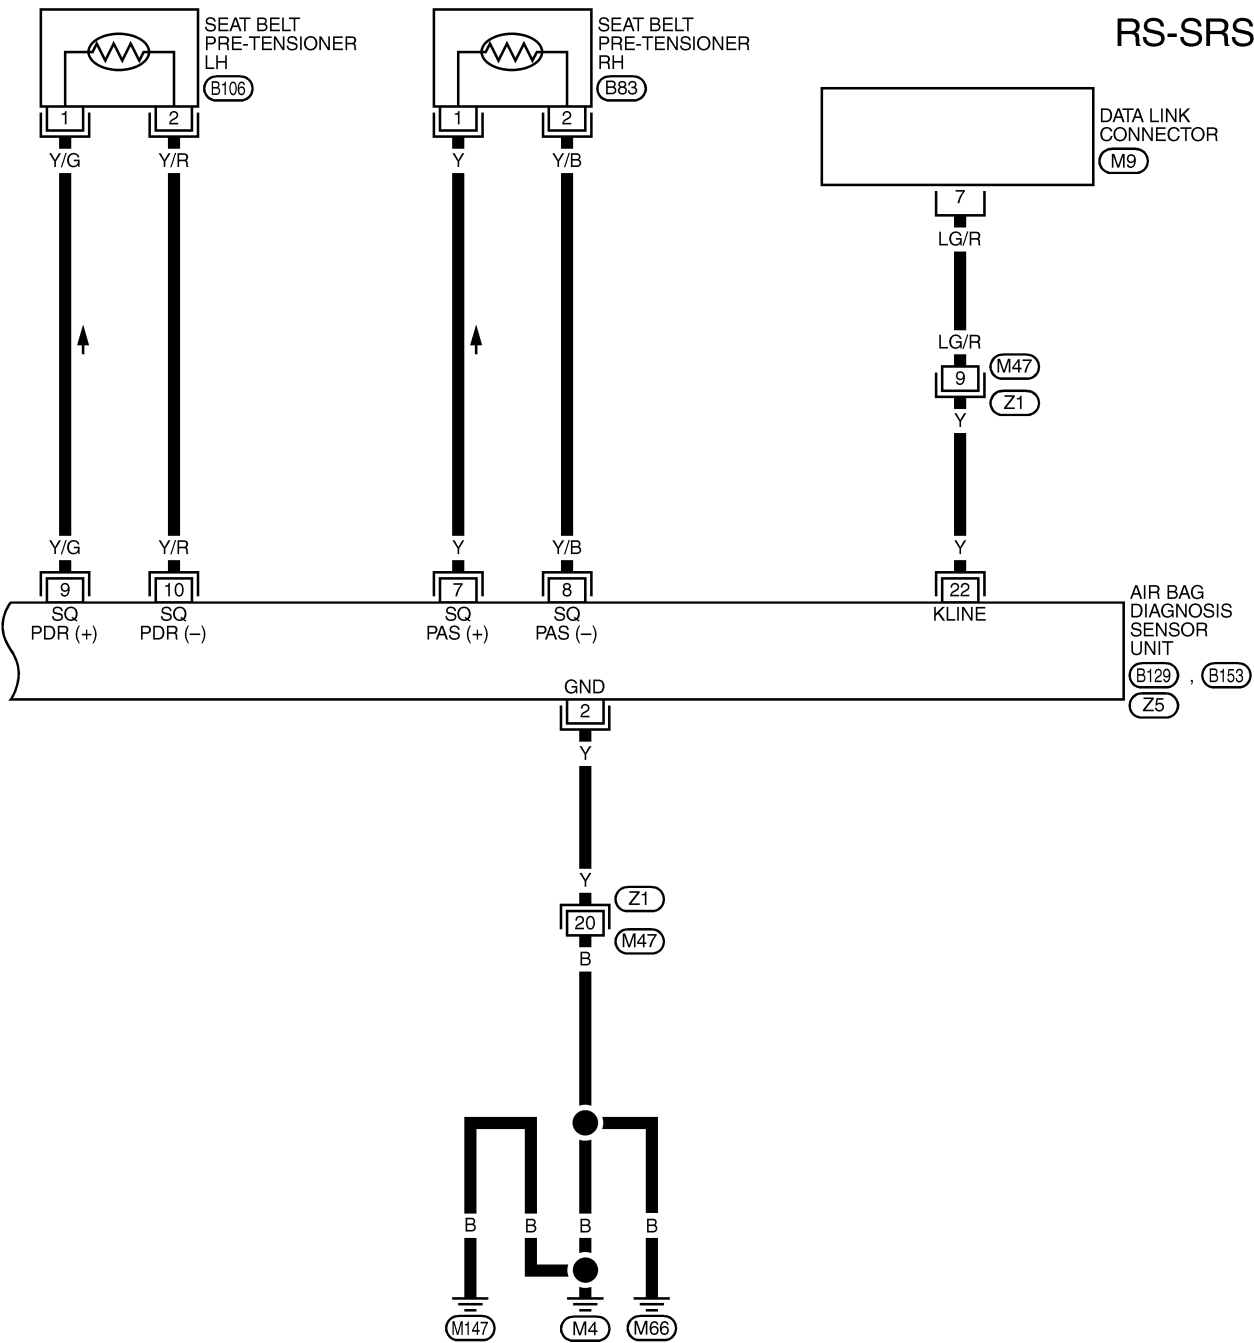 RS-SRS
SEAT BELT
PRE-TENSIONER
LH
B106
SEAT BELT
PRE-TENSIONER
RH
B83
DATA LINK
CONNECTOR
M9
1 2 1 2
Y/G Y/R Y Y/B
7
LG/R
LG/R
M47
9
Z1
Y
Y/G Y/R Y Y/B Y
9 10 7 8 22
SQ SQ SQ SQ KLINE
PDR (+) PDR (–) PAS (+) PAS (–)
AIR BAG
DIAGNOSIS
SENSOR
UNIT
B129 , B153
Z5
GND
2
Y
Y
Z1
20
M47
B
B B B B
M147 M4 M66